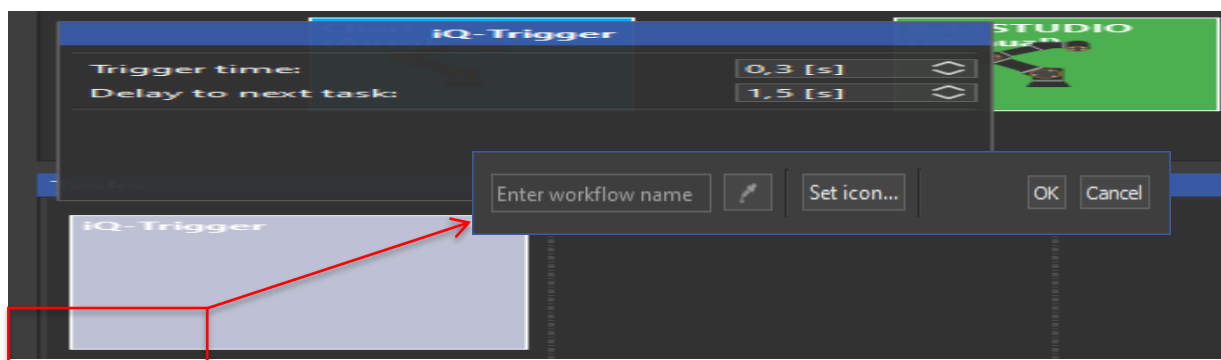 iQ-Trigger
STUDIO
Trigger time:
0,3 [s]
Delay to next task:
1,5 [s]
Enter workflow name
Set icon...
OK
Cancel
iQ-Trigger